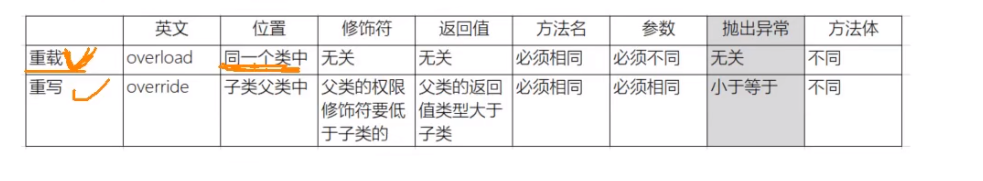 英文 位置 修饰符 返回值 方法名 参数 抛出异常 方法体
重载 overload 同一个类中 无关 无关 必须相同 必须不同 无关 不同
重写 override 子类父类中 父类的权限 父类的返回 必须相同 必须相同 小于等于 不同
修饰符要低 值类型大于
于子类的 子类